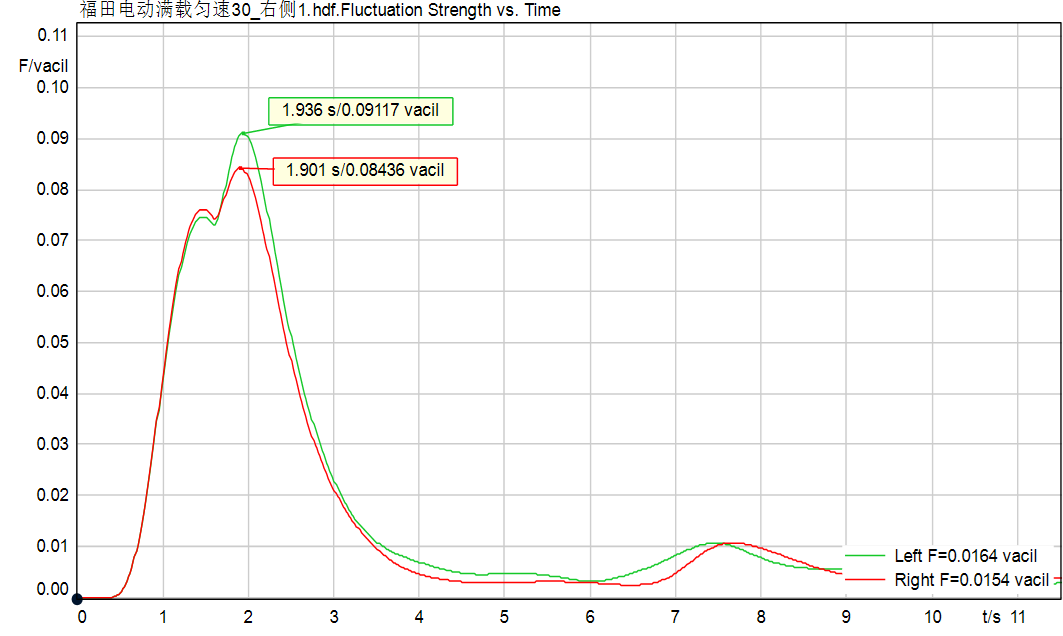 福田电动满载匀速30_右侧1.hdf.Fluctuation Strength vs. Time
0.11
F/vacil
0.10
1.936 s/0.09117 vacil
0.09
1.901 s/0.08436 vacil
0.08
0.07
0.06
0.05
0.04
0.03
0.02
0.01
Left F=0.0164 vacil
Right F=0.0154 vacil
0.00
0 1 2 3 4 5 6 7 8 9 10 t/s 11